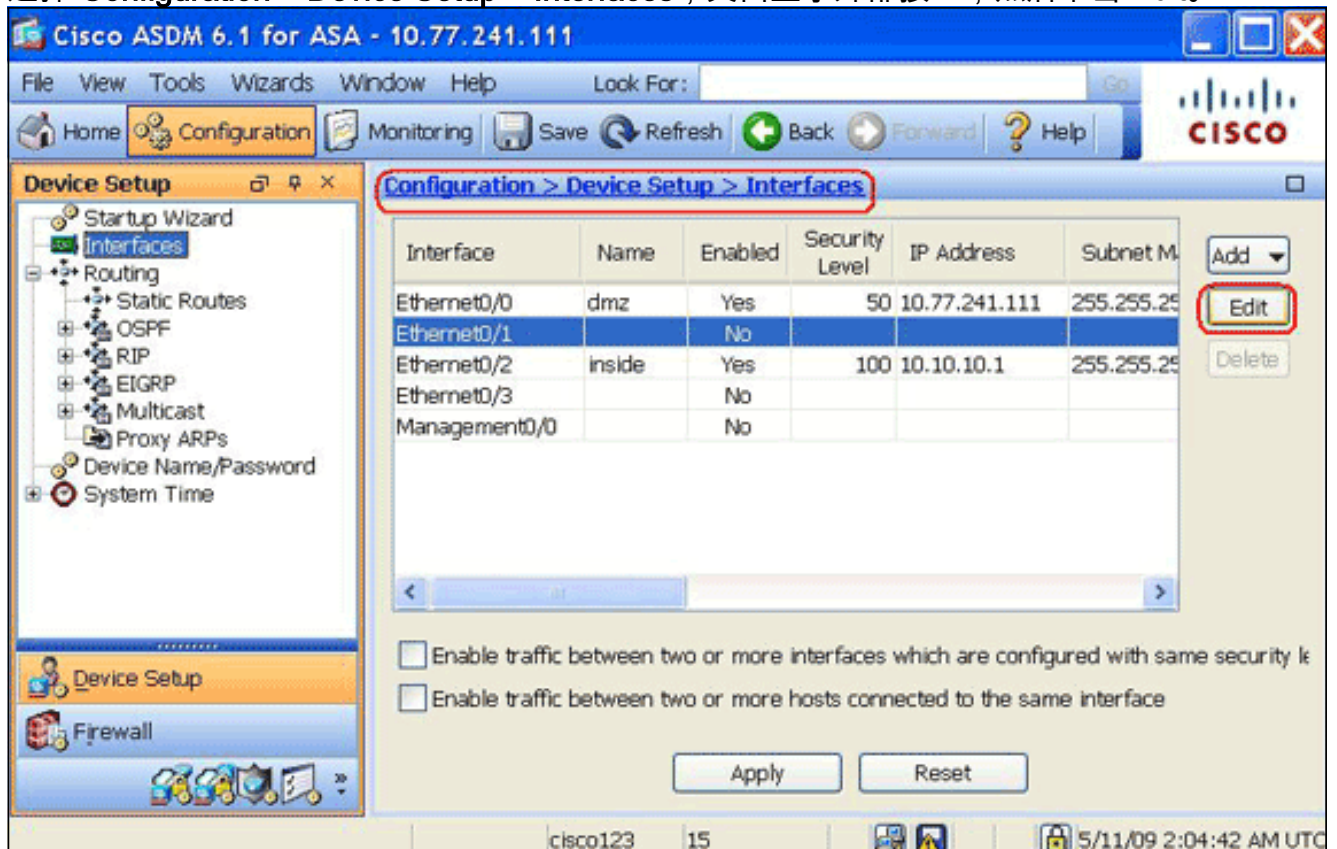 Cisco ASDM 6.1 for ASA - 10.77.241.111
File View Tools Wizards Window Help Look For: Go
Home Configuration Monitoring Save Refresh Back Forward Help
CISCO
Device Setup
Startup Wizard
Interfaces
Routing
Static Routes
OSPF
RIP
EIGRP
Multicast
Proxy ARPs
Device Name/Password
System Time
Device Setup
Firewall
Configuration > Device Setup > Interfaces
Interface Name Enabled Security Level IP Address Subnet M
Ethernet0/0 dmz Yes 50 10.77.241.111 255.255.25
Ethernet0/1 No
Ethernet0/2 inside Yes 100 10.10.10.1 255.255.25
Ethernet0/3 No
Management0/0 No
Add
Edit
Delete
Enable traffic between two or more interfaces which are configured with same security le
Enable traffic between two or more hosts connected to the same interface
Apply Reset
cisco123 15 5/11/09 2:04:42 AM UTC